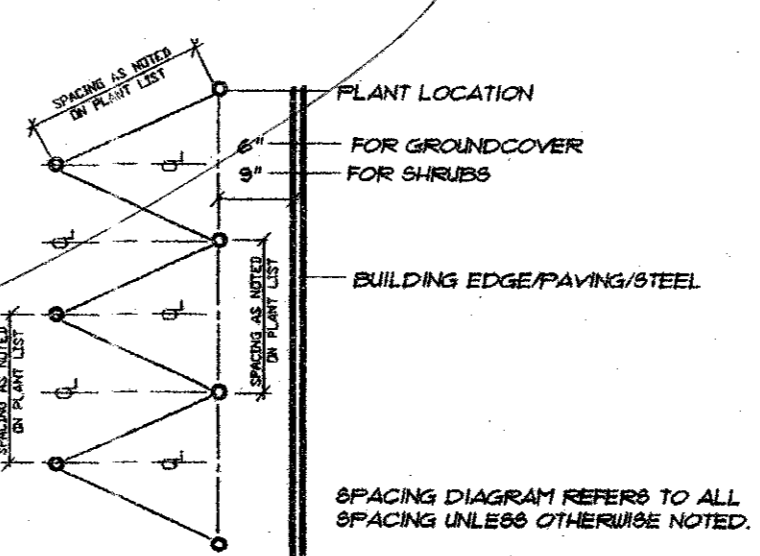 SPACING AS NOTED
ON PLANT LIST
PLANT LOCATION
6" FOR GROUNDCOVER
9" FOR SHRUBS
SPACING AS NOTED
ON PLANT LIST
BUILDING EDGE/PAVING/STEEL
SPACING AS NOTED
ON PLANT LIST
SPACING DIAGRAM REFERS TO ALL
SPACING UNLESS OTHERWISE NOTED.